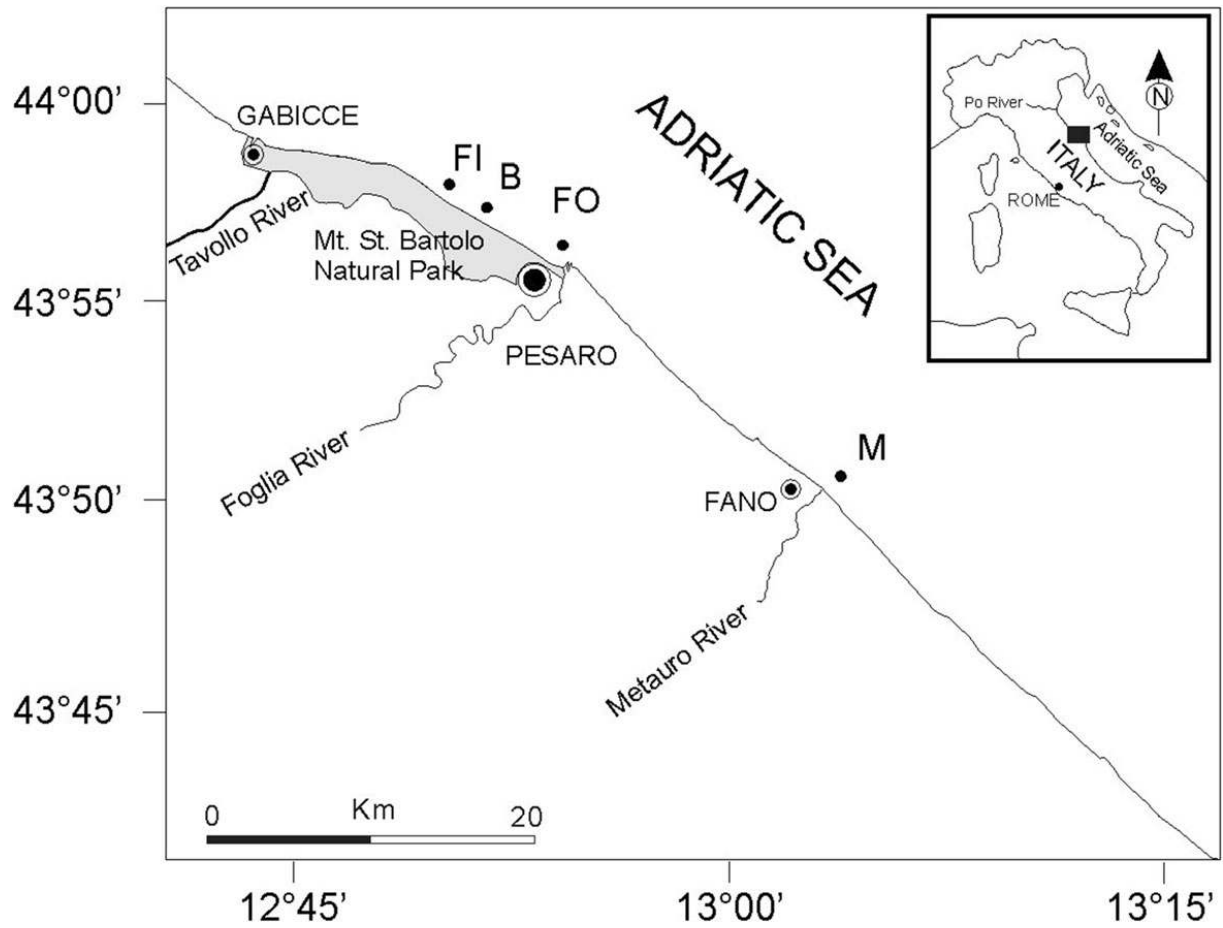 44°00’
GABICCE
FI
B
FO
ADRIATIC SEA
Po River
N
Adriatic Sea
ITALY
ROME
Tavollo River
Mt. St. Bartolo
Natural Park
43°55’
PESARO
Foglia River
M
43°50’
FANO
Metauro River
43°45’
0 Km 20
12°45’ 13°00’ 13°15’